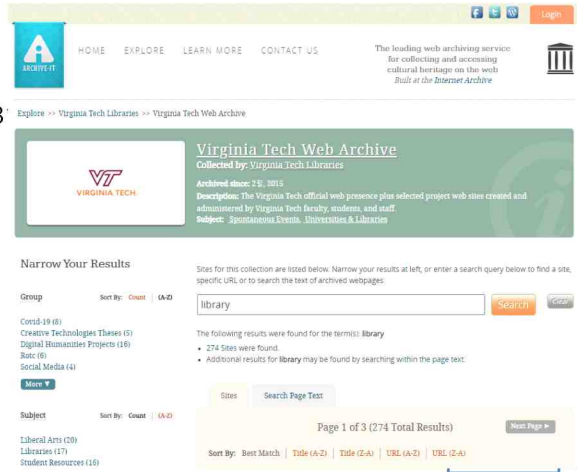 Login
HOME EXPLORE LEARN MORE CONTACT US
ARCHIVE-IT
The leading web archiving service
for collecting and accessing
cultural heritage on the web
Built at the Internet Archive
Explore >> Virginia Tech Libraries >> Virginia Tech Web Archive
VT
VIRGINIA TECH.
Virginia Tech Web Archive
Collected by: Virginia Tech Libraries
Archived since: 2월, 2015
Description: The Virginia Tech official web presence plus selected project web sites created and
administered by Virginia Tech faculty, students, and staff.
Subject: Spontaneous Events, Universities & Libraries
Narrow Your Results
Sites for this collection are listed below. Narrow your results at left, or enter a search query below to find a site,
specific URL or to search the text of archived webpages.
Group Sort By: Count | (A-Z)
library
Search
Clear
Covid-19 (8)
Creative Technologies Theses (5)
Digital Humanities Projects (16)
Rotc (6)
Social Media (4)
More ▼
The following results were found for the term(s): library
• 274 Sites were found.
• Additional results for library may be found by searching within the page text.
Sites Search Page Text
Subject Sort By: Count | (A-Z)
Liberal Arts (20)
Libraries (17)
Student Resources (16)
Page 1 of 3 (274 Total Results)
Next Page ►
Sort By: Best Match | Title (A-Z) | Title (Z-A) | URL (A-Z) | URL (Z-A)